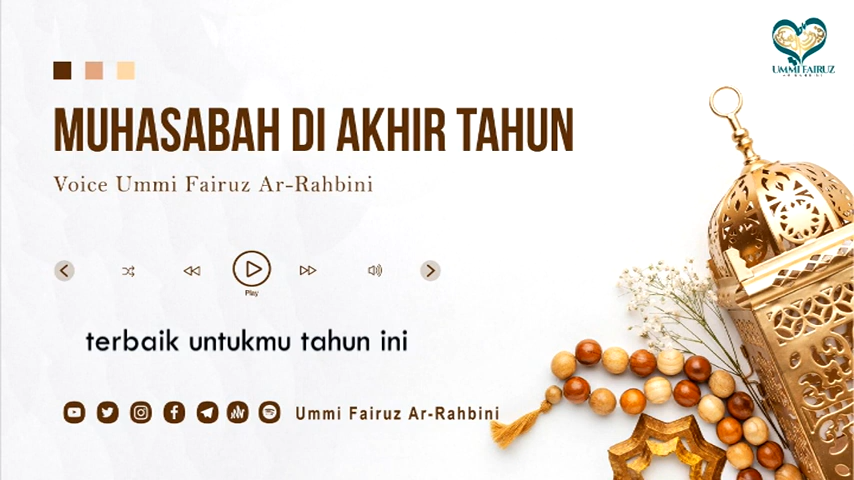 UMMI FAIRUZ
MUHASABAH DI AKHIR TAHUN
Voice Ummi Fairuz Ar-Rahbini
Play
terbaik untukmu tahun ini
Ummi Fairuz Ar-Rahbini